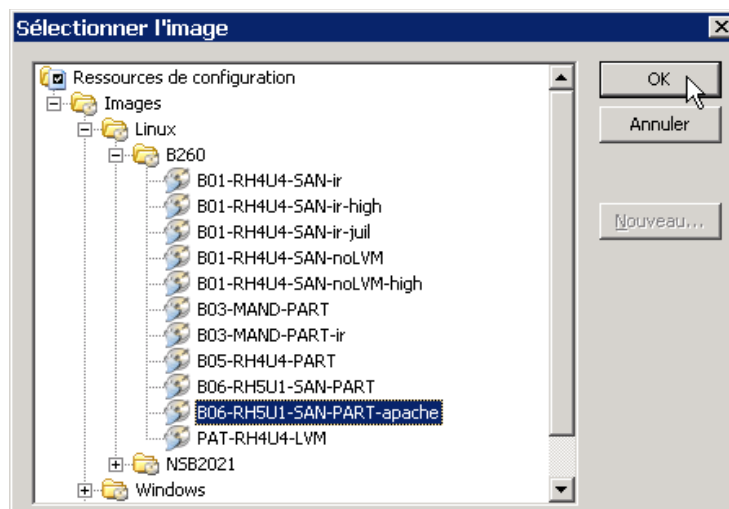 Sélectionner l'image
Ressources de configuration
OK
Images
Annuler
Linux
B260
B01-RH4U4-SAN-ir
B01-RH4U4-SAN-ir-high
Nouveau...
B01-RH4U4-SAN-ir-juil
B01-RH4U4-SAN-noLVM
B01-RH4U4-SAN-noLVM-high
B03-MAND-PART
B03-MAND-PART-ir
B05-RH4U4-PART
B06-RH5U1-SAN-PART
B06-RH5U1-SAN-PART-apache
PAT-RH4U4-LVM
NSB2021
Windows